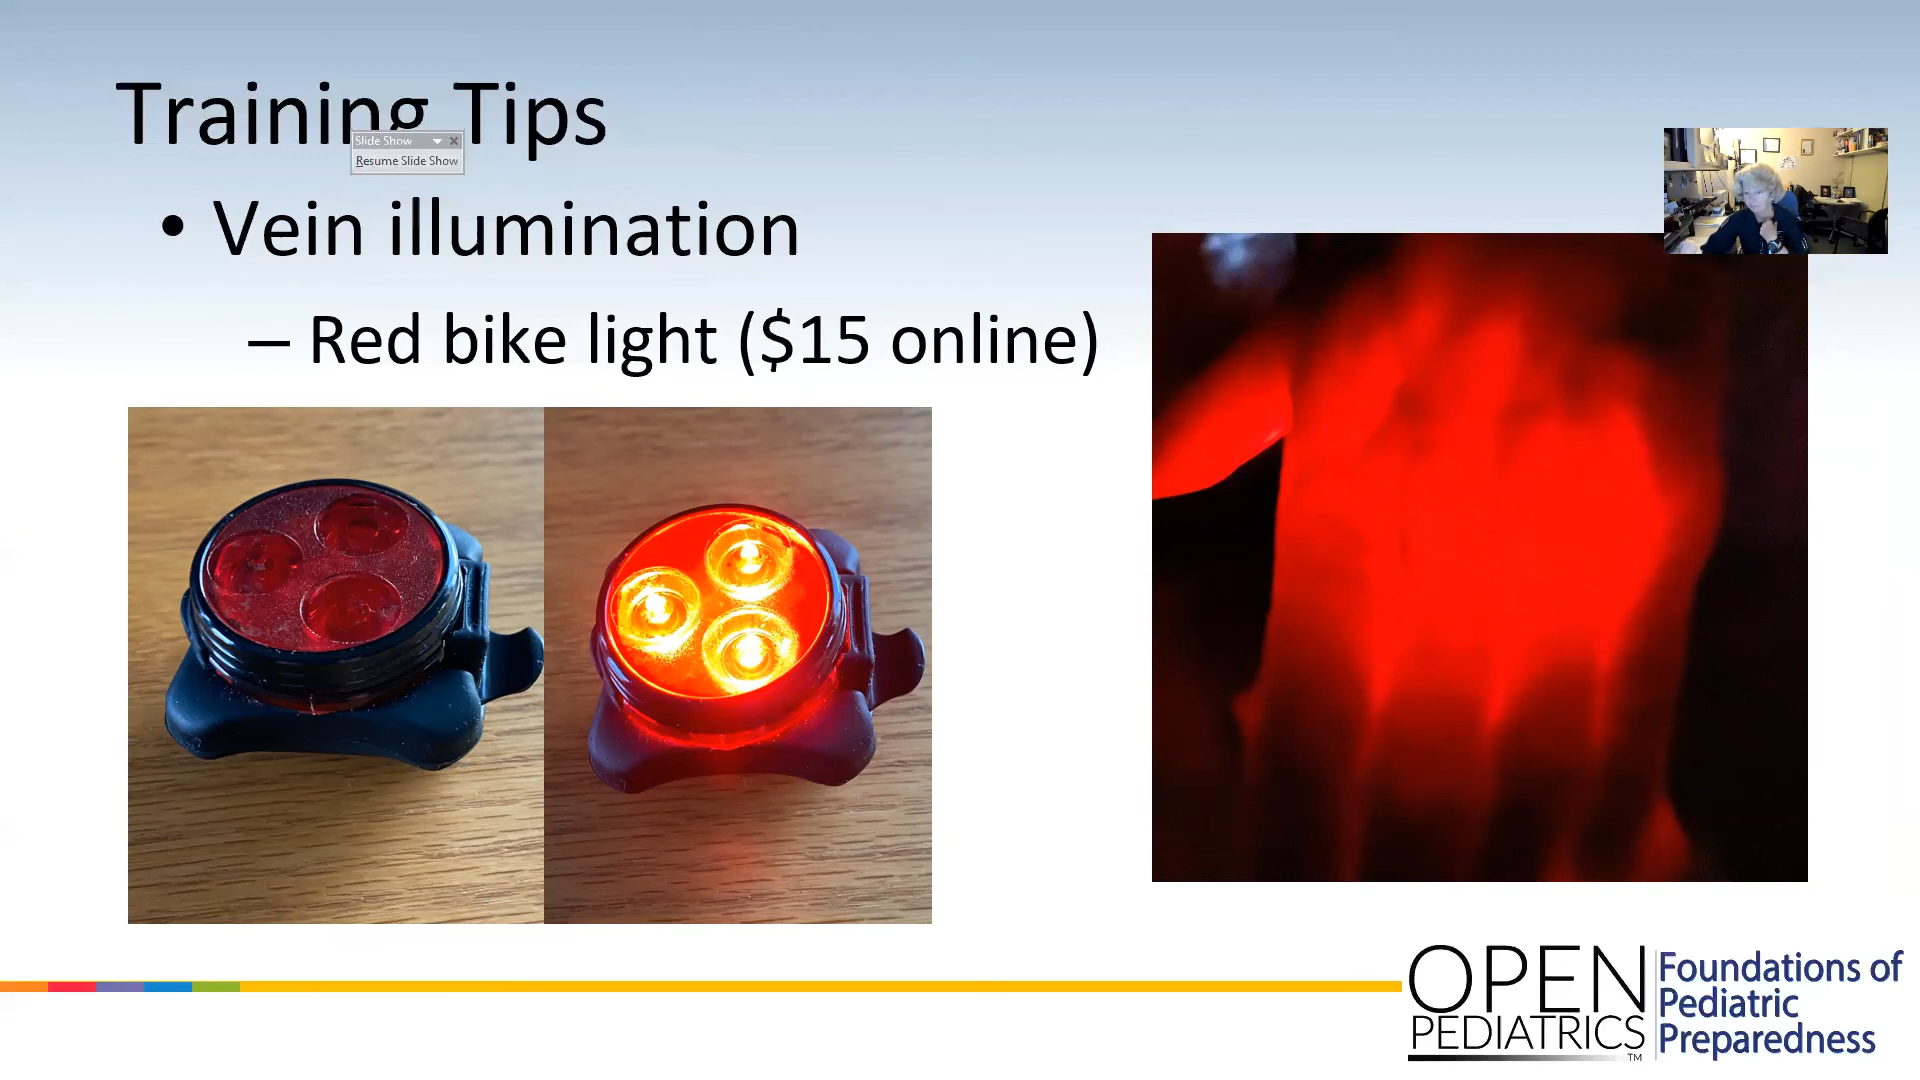 Training Tips
Slide Show
Resume Slide Show
• Vein illumination
– Red bike light ($15 online)
OPEN
PEDIATRICS
TM
Foundations of
Pediatric
Preparedness